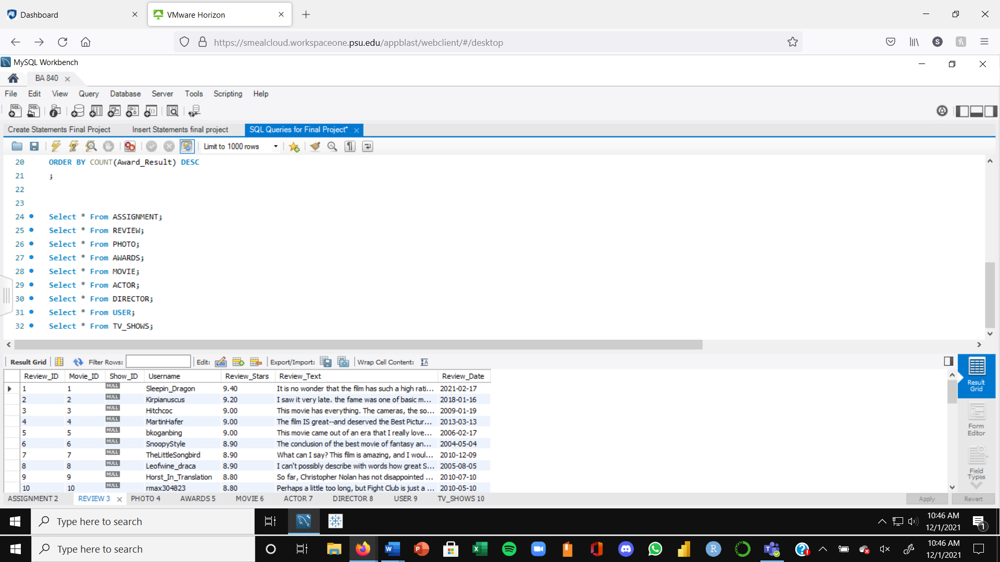 Dashboard
VMware Horizon
https://smealcloud.workspaceone.psu.edu/appblast/webclient/#/desktop
MySQL Workbench
BA 840
File Edit View Query Database Server Tools Scripting Help
Create Statements Final Project Insert Statements final project SQL Queries for Final Project*
Limit to 1000 rows
20 ORDER BY COUNT(Award_Result) DESC
21 ;
22
23
24 Select * From ASSIGNMENT;
25 Select * From REVIEW;
26 Select * From PHOTO;
27 Select * From AWARDS;
28 Select * From MOVIE;
29 Select * From ACTOR;
30 Select * From DIRECTOR;
31 Select * From USER;
32 Select * From TV_SHOWS;
Result Grid Filter Rows: Edit: Export/Import: Wrap Cell Content:
Review_ID Movie_ID Show_ID Username Review_Stars Review_Text Review_Date
1 1 NULL Sleepin_Dragon 9.40 It is no wonder that the film has such a high rati... 2021-02-17
2 2 NULL Kirpianuscus 9.20 I saw it very late. the fame was one of basic m... 2018-01-16
3 3 NULL Hitchcoc 9.00 This movie has everything. The cameras, the so... 2009-01-19
4 4 NULL MartinHafer 9.00 The film IS great--and deserved the Best Pictur... 2013-03-13
5 5 NULL bkoganbing 9.00 This movie came out of an era that I really love... 2006-02-17
6 6 NULL SnoopyStyle 8.90 The conclusion of the best movie of fantasy an... 2004-05-04
7 7 NULL TheLittleSongbird 8.90 What can I say? This film is amazing, and I woul... 2010-12-09
8 8 NULL Leofwine_draca 8.90 I can't possibly describe with words how great S... 2005-08-05
9 9 NULL Horst_In_Translation 8.80 So far, Christopher Nolan has not disappointed ... 2010-07-10
10 10 NULL rmax304823 8.80 Perhaps a little too long, but Fight Club is just a ... 2010-05-10
Result Grid
Form Editor
Field Types
ASSIGNMENT 2 REVIEW 3 PHOTO 4 AWARDS 5 MOVIE 6 ACTOR 7 DIRECTOR 8 USER 9 TV_SHOWS 10 Apply Revert
Type here to search
10:46 AM
12/1/2021
1
Type here to search
10:46 AM
12/1/2021